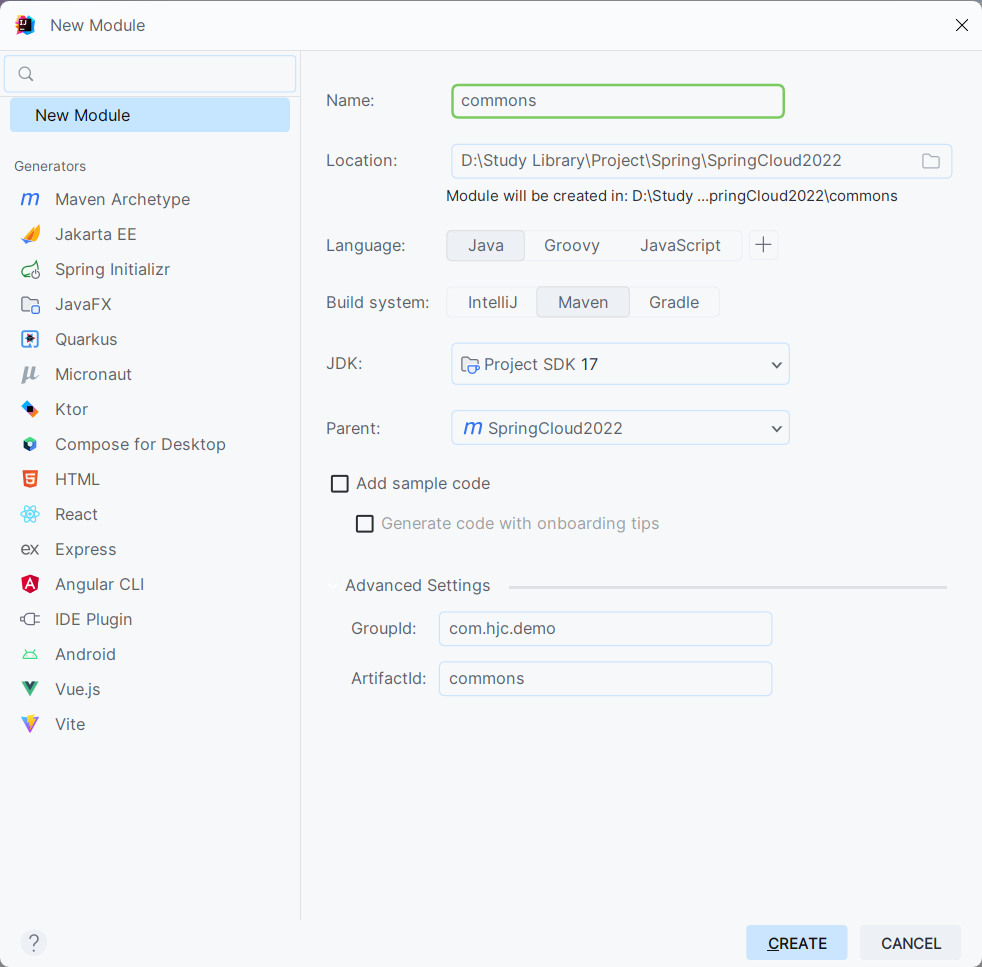 New Module
New Module
Generators
Maven Archetype
Jakarta EE
Spring Initializr
JavaFX
Quarkus
Micronaut
Ktor
Compose for Desktop
HTML
React
Express
Angular CLI
IDE Plugin
Android
Vue.js
Vite
Name: commons
Location: D:\Study Library\Project\Spring\SpringCloud2022
Module will be created in: D:\Study ...pringCloud2022\commons
Language: Java Groovy JavaScript
Build system: IntelliJ Maven Gradle
JDK: Project SDK 17
Parent: m SpringCloud2022
Add sample code
Generate code with onboarding tips
Advanced Settings
GroupId: com.hjc.demo
ArtifactId: commons
? CREATE CANCEL